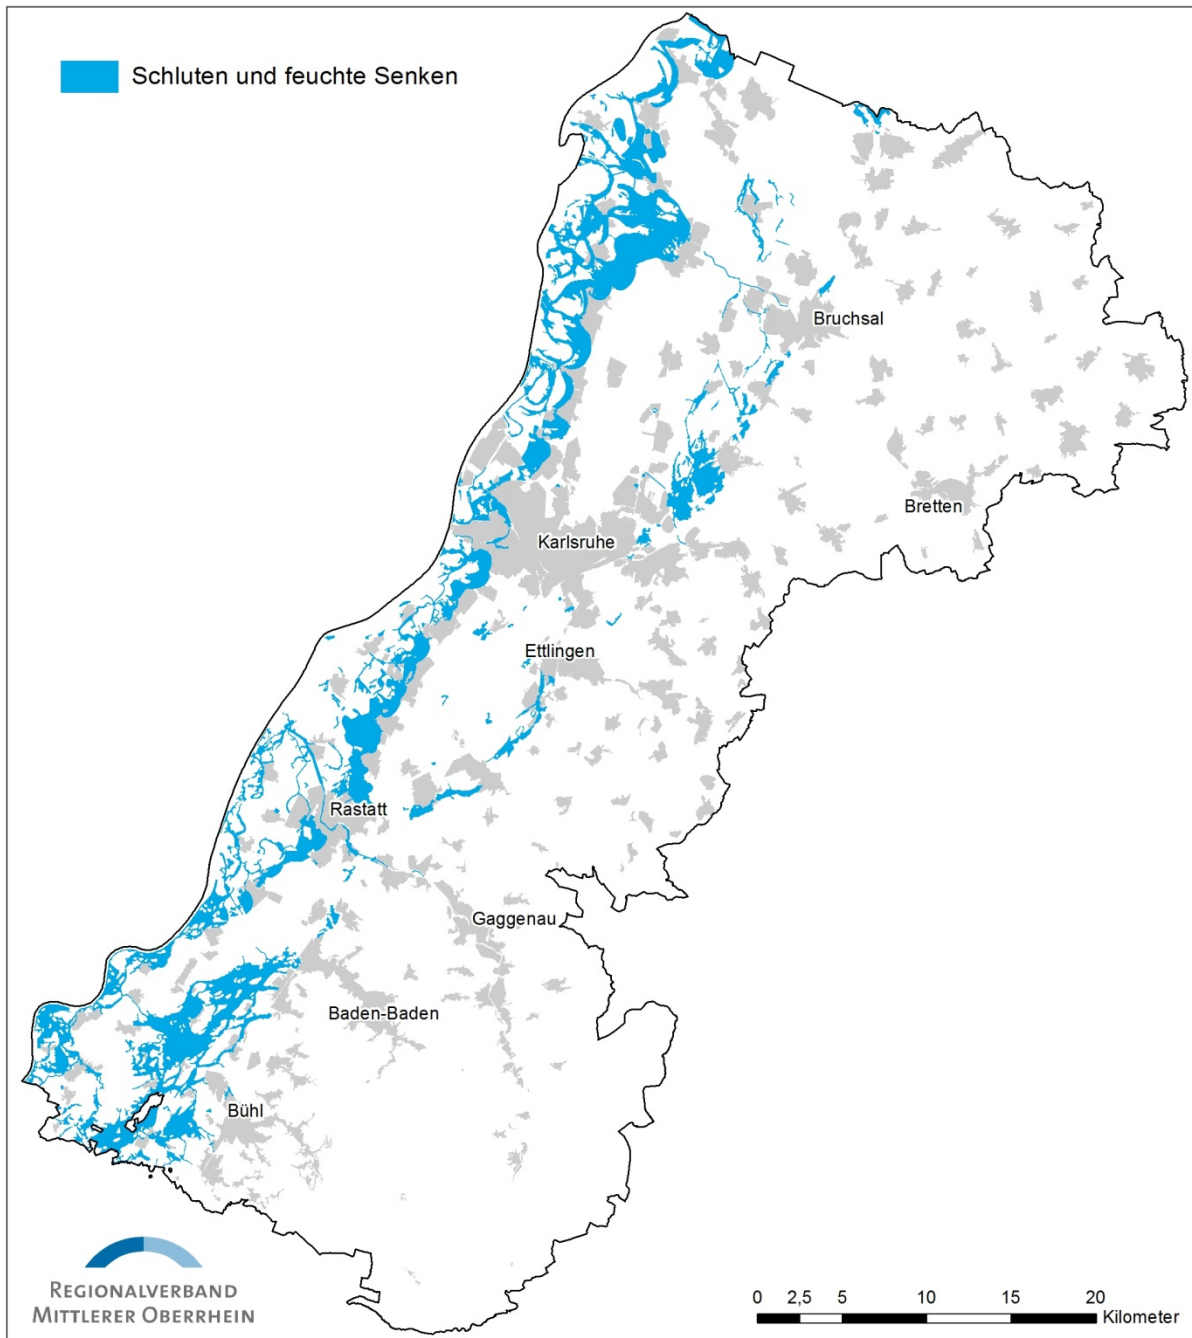 Schluten und feuchte Senken
Bruchsal
Bretten
Karlsruhe
Ettlingen
Rastatt
Gaggenau
Baden-Baden
Bühl
REGIONALVERBAND
MITTLERER OBERRHEIN
0 2,5 5 10 15 20
Kilometer